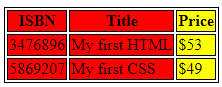 ISBN Title Price
3476896 My first HTML $53
5869207 My first CSS $49